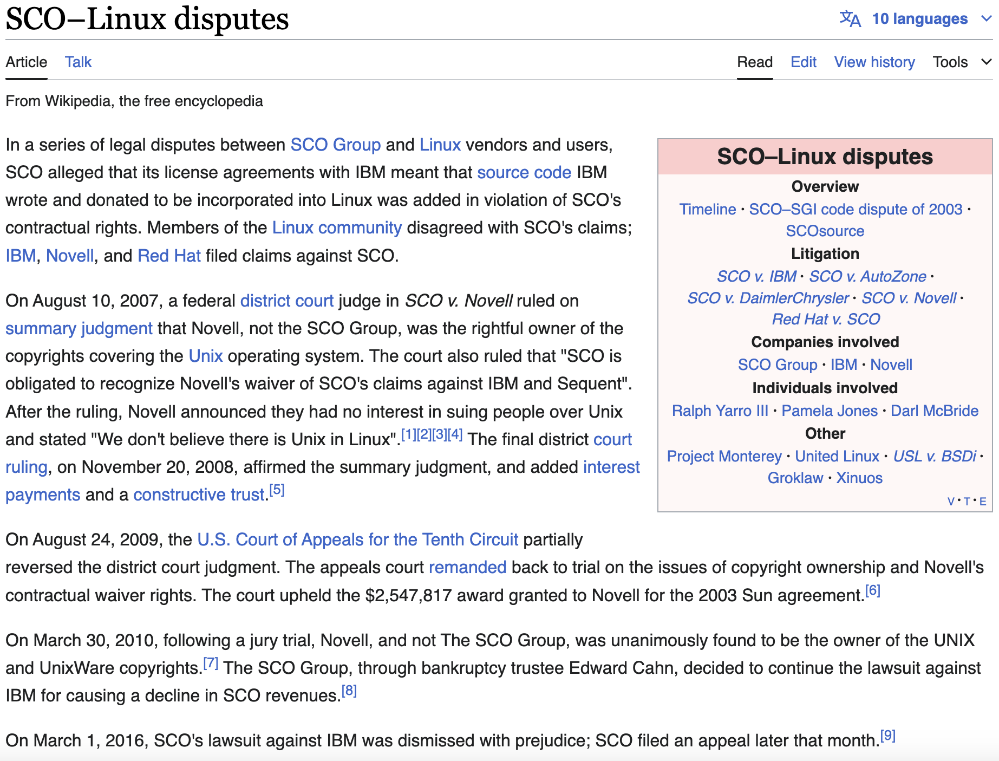 SCO–Linux disputes
文A 10 languages
Article Talk Read Edit View history Tools
From Wikipedia, the free encyclopedia
In a series of legal disputes between SCO Group and Linux vendors and users,
SCO alleged that its license agreements with IBM meant that source code IBM
wrote and donated to be incorporated into Linux was added in violation of SCO's
contractual rights. Members of the Linux community disagreed with SCO's claims;
IBM, Novell, and Red Hat filed claims against SCO.
On August 10, 2007, a federal district court judge in SCO v. Novell ruled on
summary judgment that Novell, not the SCO Group, was the rightful owner of the
copyrights covering the Unix operating system. The court also ruled that "SCO is
obligated to recognize Novell's waiver of SCO's claims against IBM and Sequent".
After the ruling, Novell announced they had no interest in suing people over Unix
and stated "We don't believe there is Unix in Linux".[1][2][3][4] The final district court
ruling, on November 20, 2008, affirmed the summary judgment, and added interest
payments and a constructive trust.[5]
SCO–Linux disputes
Overview
Timeline · SCO–SGI code dispute of 2003 ·
SCOsource
Litigation
SCO v. IBM · SCO v. AutoZone ·
SCO v. DaimlerChrysler · SCO v. Novell ·
Red Hat v. SCO
Companies involved
SCO Group · IBM · Novell
Individuals involved
Ralph Yarro III · Pamela Jones · Darl McBride
Other
Project Monterey · United Linux · USL v. BSDi ·
Groklaw · Xinuos
V · T · E
On August 24, 2009, the U.S. Court of Appeals for the Tenth Circuit partially
reversed the district court judgment. The appeals court remanded back to trial on the issues of copyright ownership and Novell's
contractual waiver rights. The court upheld the $2,547,817 award granted to Novell for the 2003 Sun agreement.[6]
On March 30, 2010, following a jury trial, Novell, and not The SCO Group, was unanimously found to be the owner of the UNIX
and UnixWare copyrights.[7] The SCO Group, through bankruptcy trustee Edward Cahn, decided to continue the lawsuit against
IBM for causing a decline in SCO revenues.[8]
On March 1, 2016, SCO's lawsuit against IBM was dismissed with prejudice; SCO filed an appeal later that month.[9]